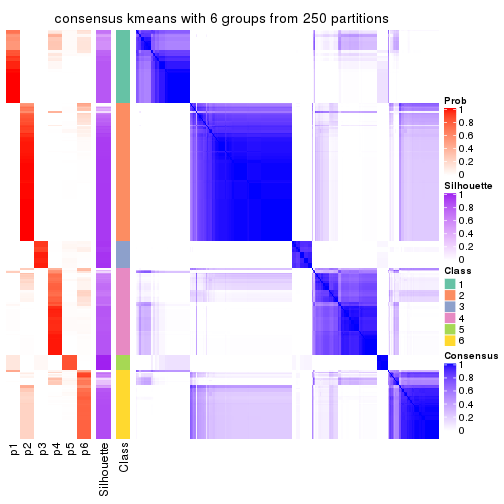 consensus kmeans with 6 groups from 250 partitions
Prob
1
0.8
0.6
0.4
0.2
0
Silhouette
1
0.8
0.6
0.4
0.2
0
Class
1
2
3
4
5
6
Consensus
1
0.8
0.6
0.4
0.2
0
p1
p2
p3
p4
p5
p6
Silhouette
Class